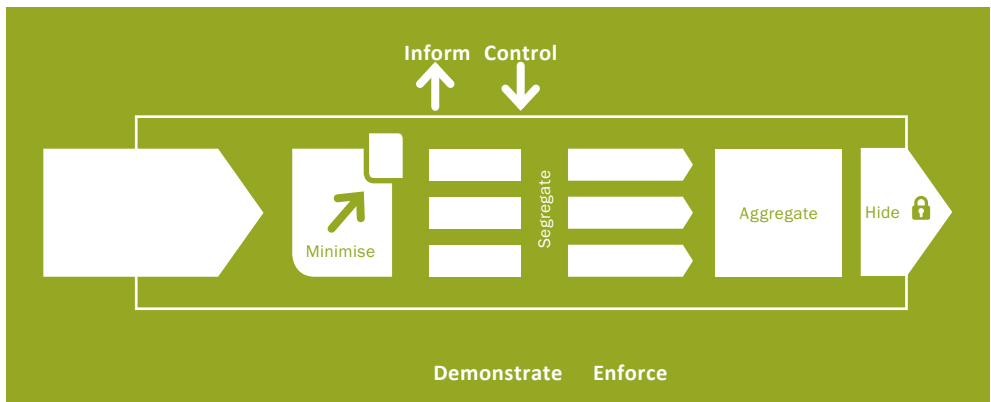 Inform Control
Minimise
Segregate
Aggregate
Hide
Demonstrate Enforce